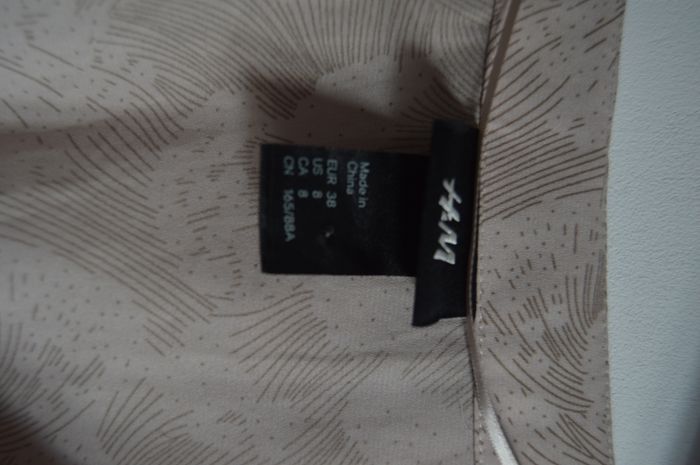 H&M
Made in
China
EUR 38
US 8
CA 8
CN 165/88A